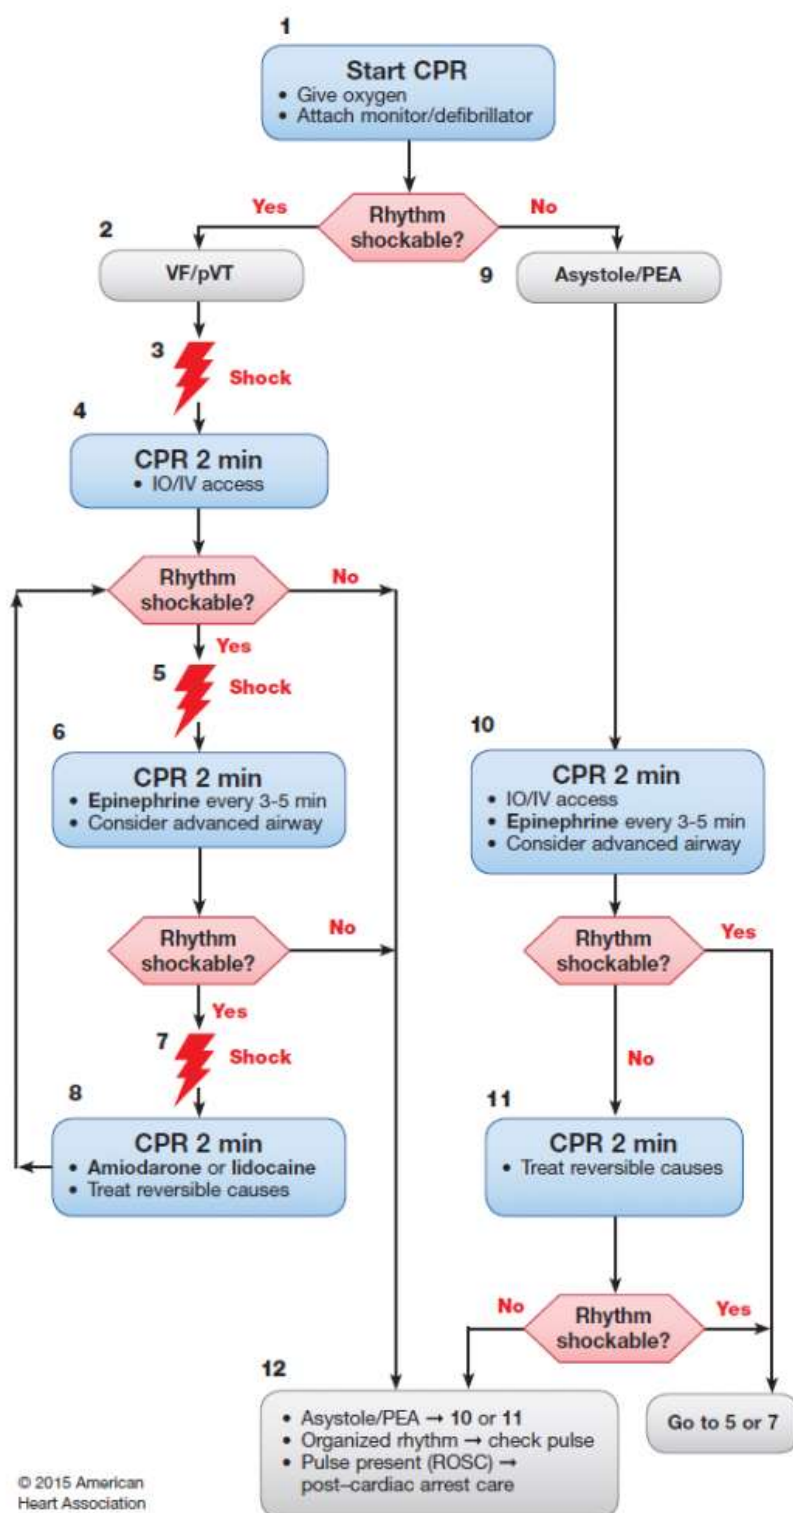 1
Start CPR
• Give oxygen
• Attach monitor/defibrillator
Rhythm
shockable?
Yes
No
2
VF/pVT
9
Asystole/PEA
3
Shock
4
CPR 2 min
• IO/IV access
Rhythm
shockable?
No
Yes
5
Shock
6
CPR 2 min
• Epinephrine every 3-5 min
• Consider advanced airway
10
CPR 2 min
• IO/IV access
• Epinephrine every 3-5 min
• Consider advanced airway
Rhythm
shockable?
No
Yes
Rhythm
shockable?
Yes
No
7
Shock
8
CPR 2 min
• Amiodarone or lidocaine
• Treat reversible causes
11
CPR 2 min
• Treat reversible causes
No
Rhythm
shockable?
Yes
12
• Asystole/PEA → 10 or 11
• Organized rhythm → check pulse
• Pulse present (ROSC) →
post–cardiac arrest care
Go to 5 or 7
© 2015 American
Heart Association